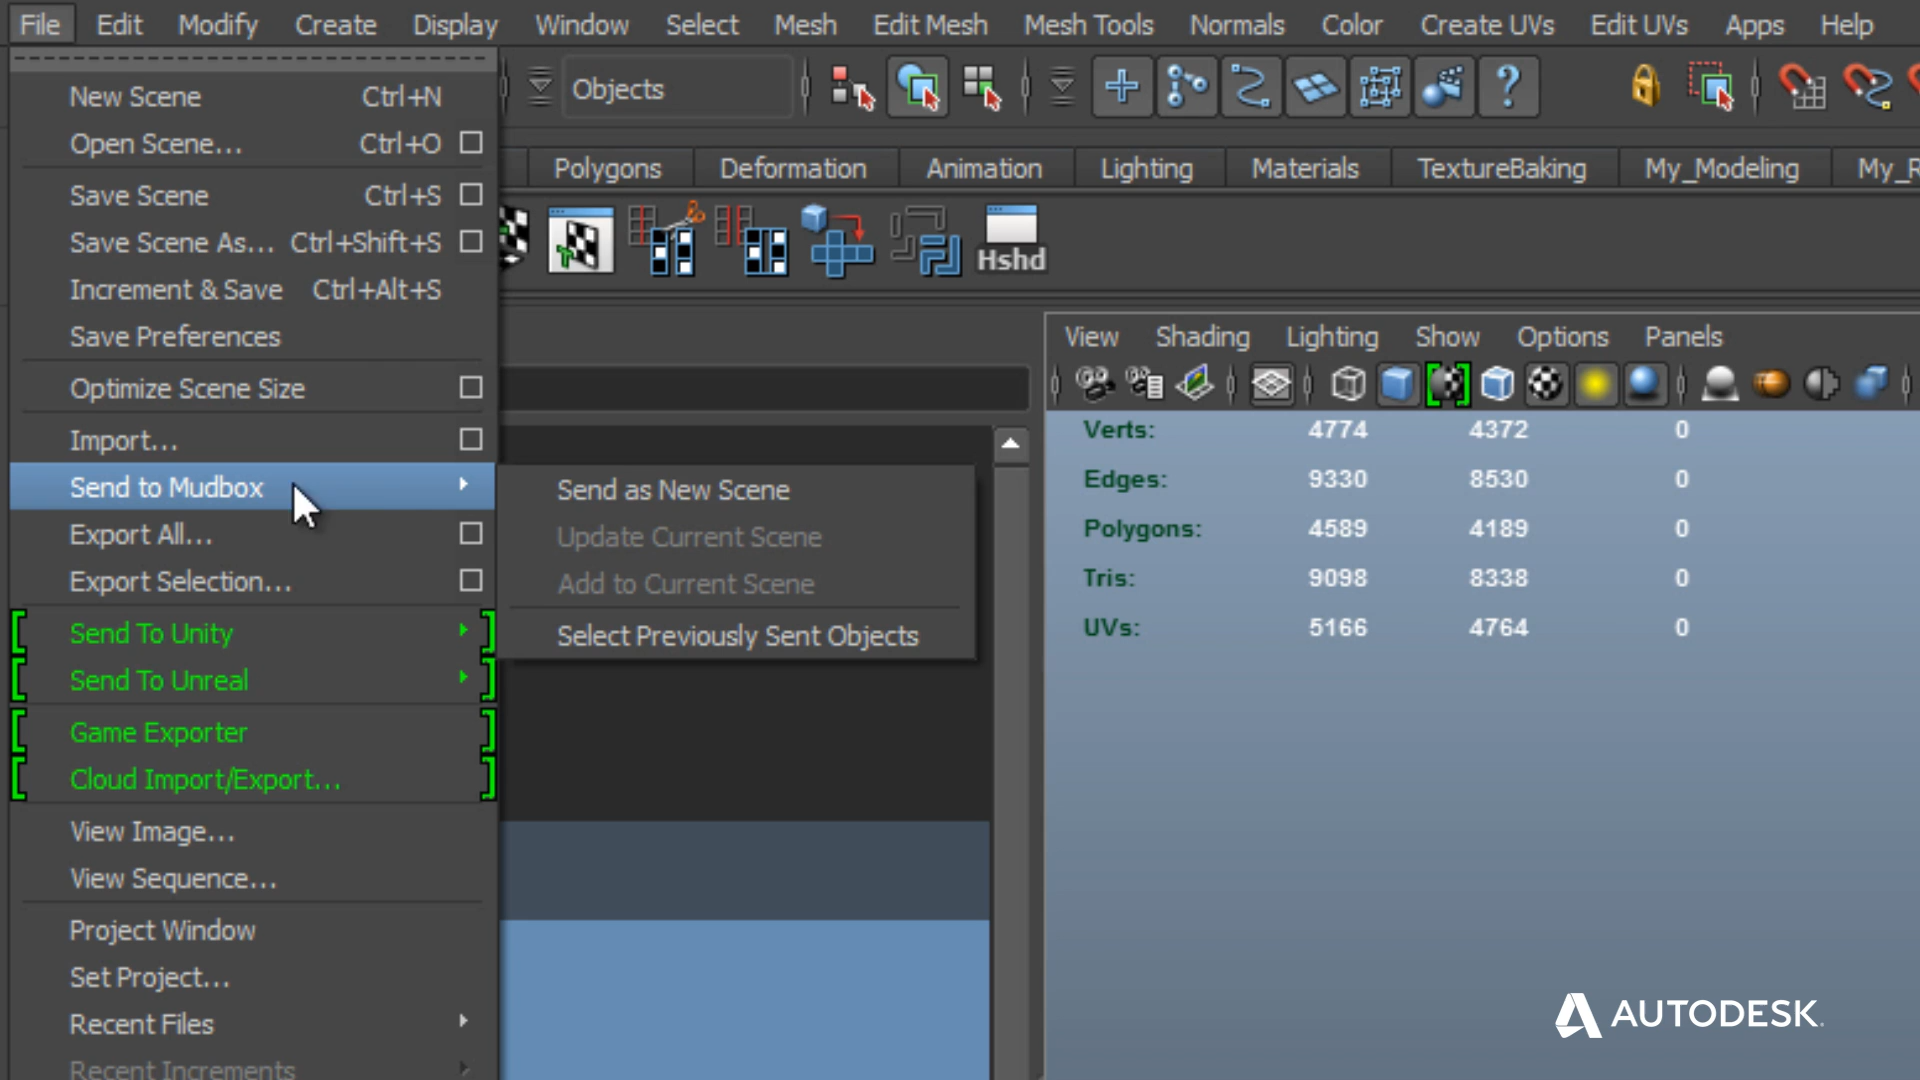 File Edit Modify Create Display Window Select Mesh Edit Mesh Mesh Tools Normals Color Create UVs Edit UVs Apps Help
Objects
?
Polygons Deformation Animation Lighting Materials TextureBaking My_Modeling My_R
Hshd
New Scene Ctrl+N
Open Scene... Ctrl+O
Save Scene Ctrl+S
Save Scene As... Ctrl+Shift+S
Increment & Save Ctrl+Alt+S
Save Preferences
Optimize Scene Size
Import...
Send to Mudbox
Export All...
Export Selection...
Send To Unity
Send To Unreal
Game Exporter
Cloud Import/Export...
View Image...
View Sequence...
Project Window
Set Project...
Recent Files
Recent Increments
Send as New Scene
Update Current Scene
Add to Current Scene
Select Previously Sent Objects
View Shading Lighting Show Options Panels
Verts: 4774 4372 0
Edges: 9330 8530 0
Polygons: 4589 4189 0
Tris: 9098 8338 0
UVs: 5166 4764 0
AUTODESK.